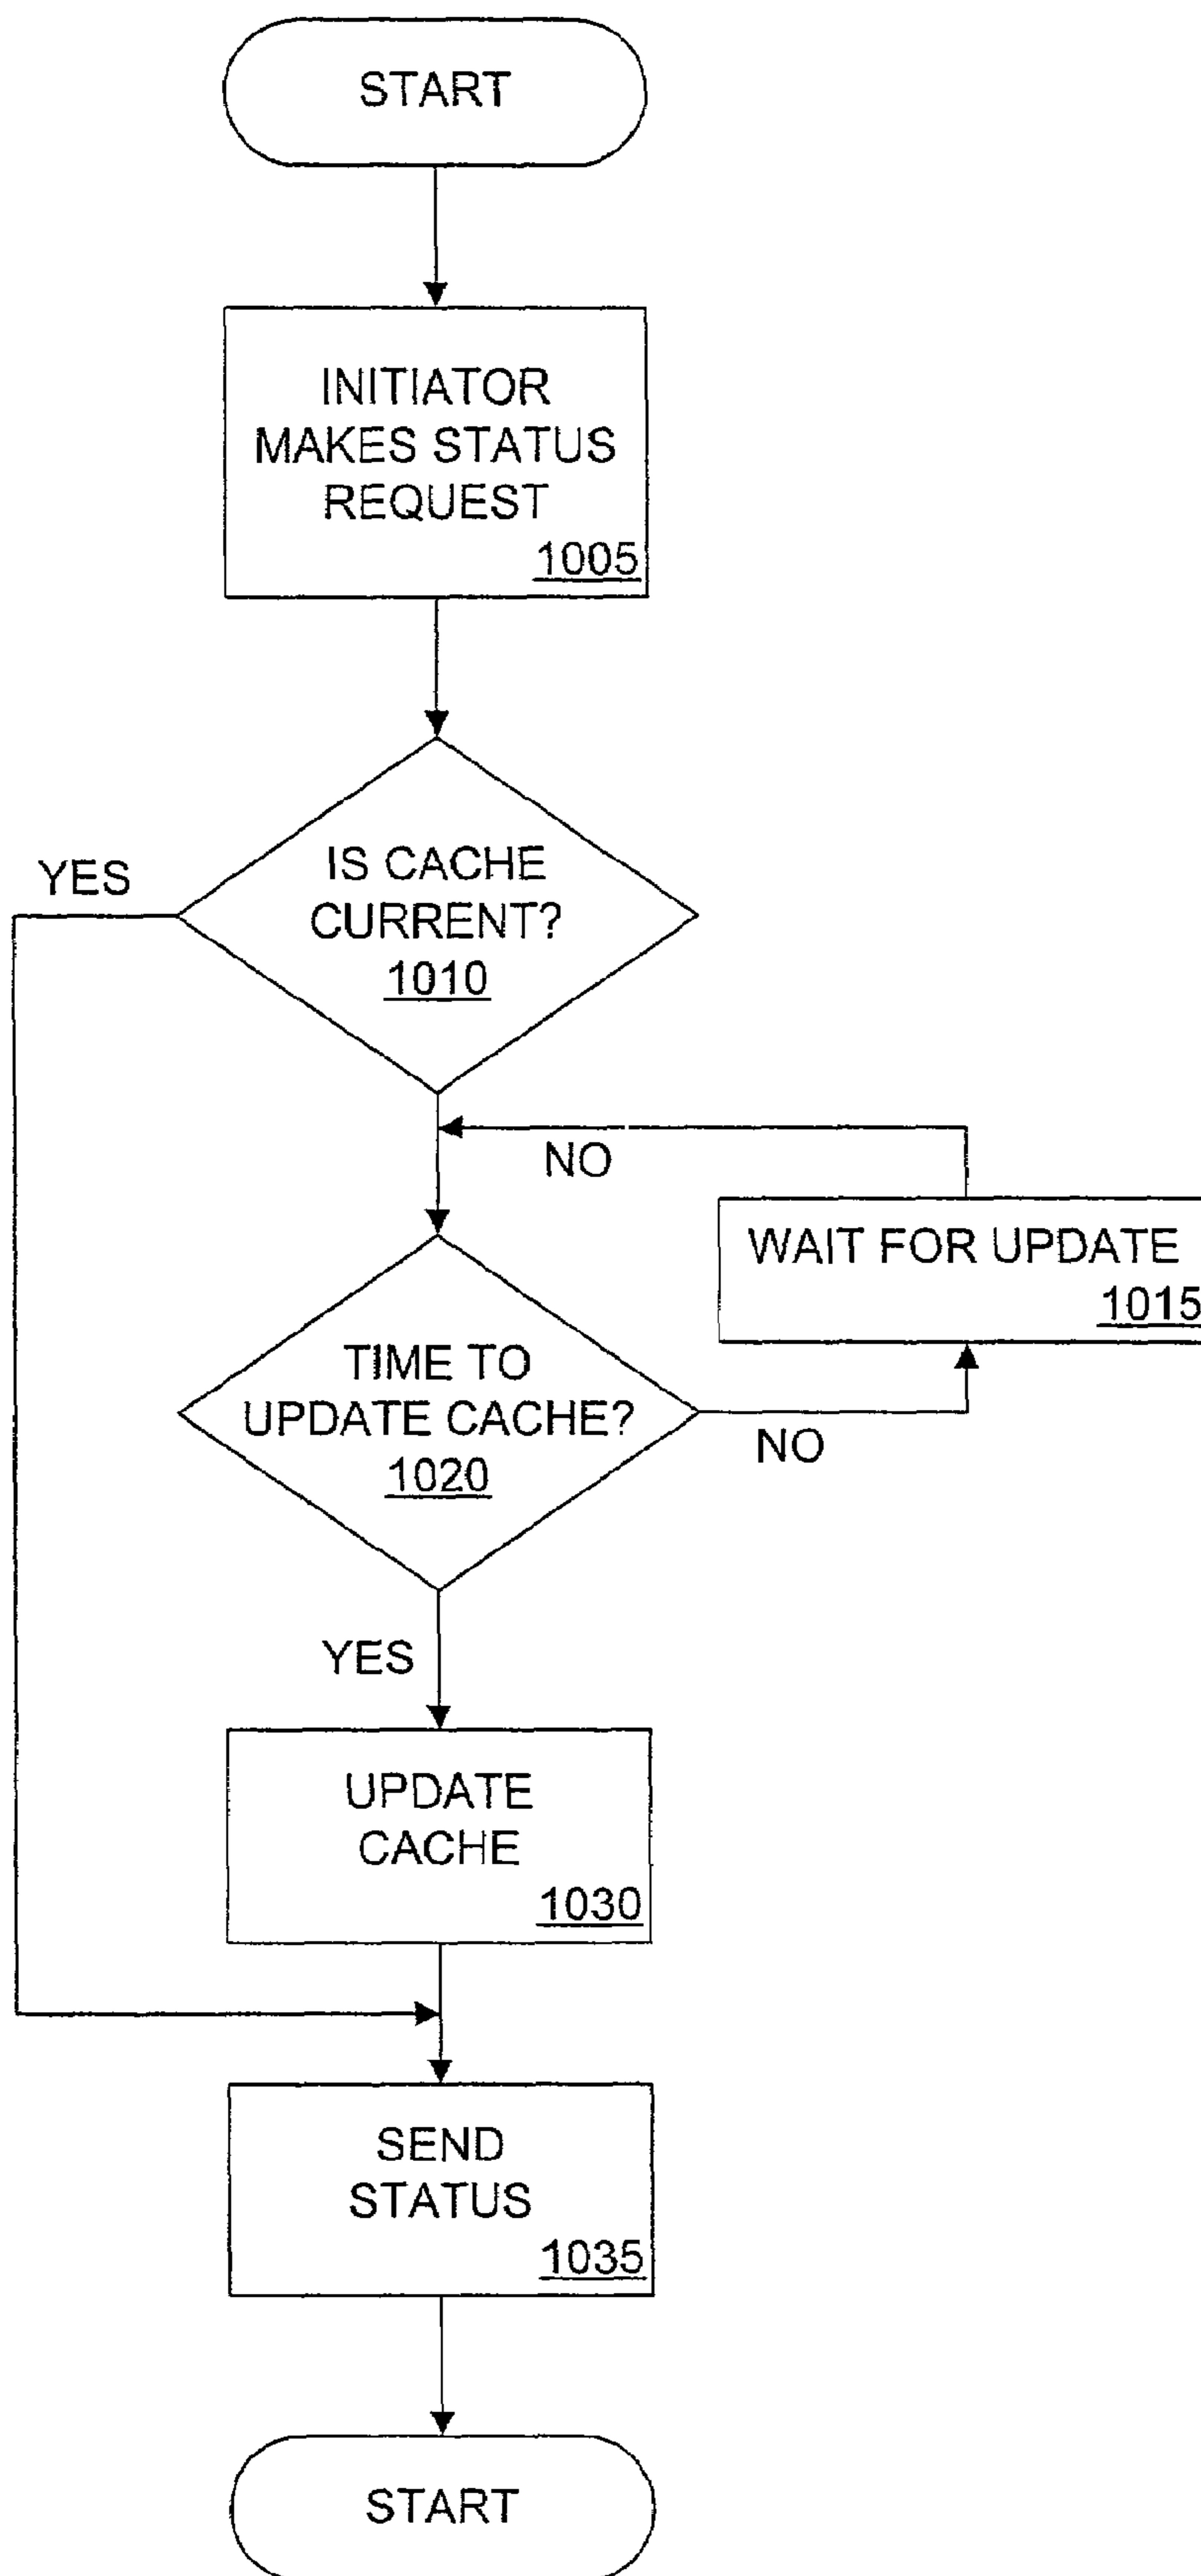 START
INITIATOR
MAKES STATUS
REQUEST
1005
YES
IS CACHE
CURRENT?
1010
NO
WAIT FOR UPDATE
1015
TIME TO
UPDATE CACHE?
1020
NO
YES
UPDATE
CACHE
1030
SEND
STATUS
1035
START